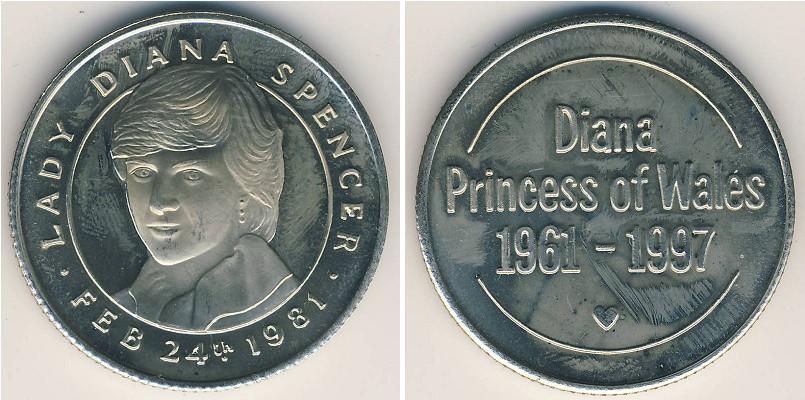 · LADY DIANA SPENCER ·
FEB 24th 1981
Diana
Princess of Wales
1961 - 1997